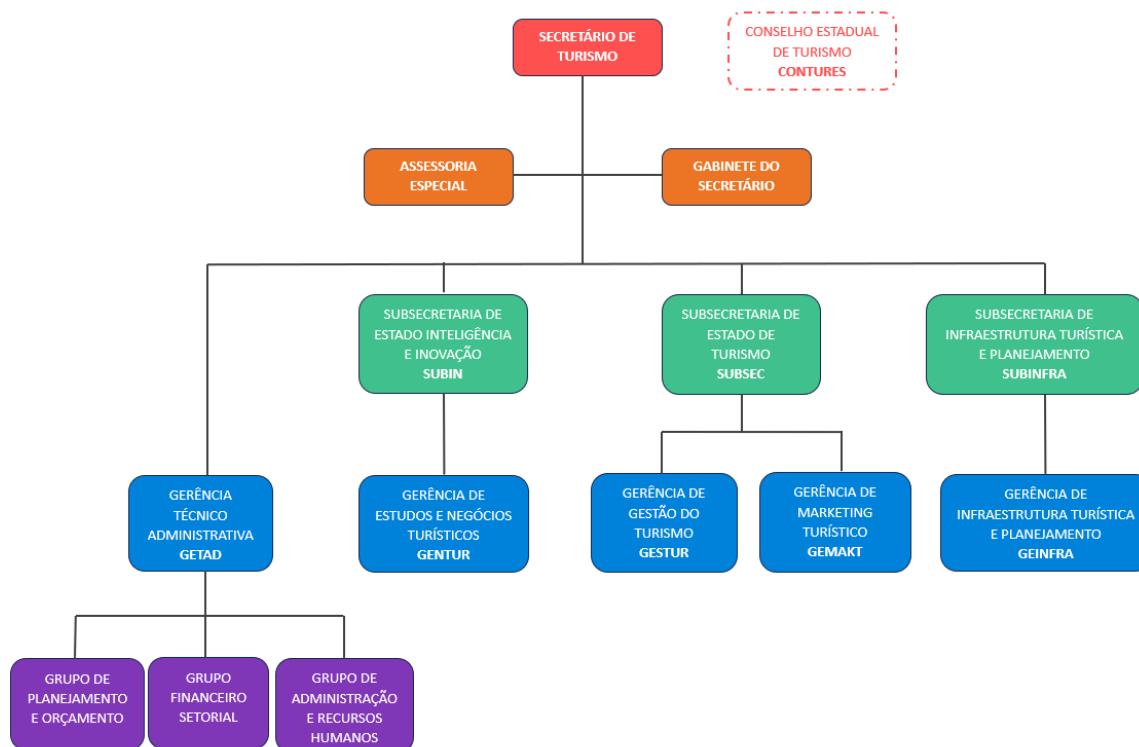 SECRETÁRIO DE
TURISMO
CONSELHO ESTADUAL
DE TURISMO
CONTURES
ASSESSORIA
ESPECIAL
GABINETE DO
SECRETÁRIO
SUBSECRETARIA DE
ESTADO INTELIGÊNCIA
E INOVAÇÃO
SUBIN
SUBSECRETARIA DE
ESTADO DE
TURISMO
SUBSEC
SUBSECRETARIA DE
INFRAESTRUTURA TURÍSTICA
E PLANEJAMENTO
SUBINFRA
GERÊNCIA
TÉCNICO
ADMINISTRATIVA
GETAD
GERÊNCIA DE
ESTUDOS E NEGÓCIOS
TURÍSTICOS
GENTUR
GERÊNCIA DE
GESTÃO DO
TURISMO
GESTUR
GERÊNCIA DE
MARKETING
TURÍSTICO
GEMAKT
GERÊNCIA DE
INFRAESTRUTURA TURÍSTICA
E PLANEJAMENTO
GEINFRA
GRUPO DE
PLANEJAMENTO
E ORÇAMENTO
GRUPO
FINANCEIRO
SETORIAL
GRUPO DE
ADMINISTRAÇÃO
E RECURSOS
HUMANOS